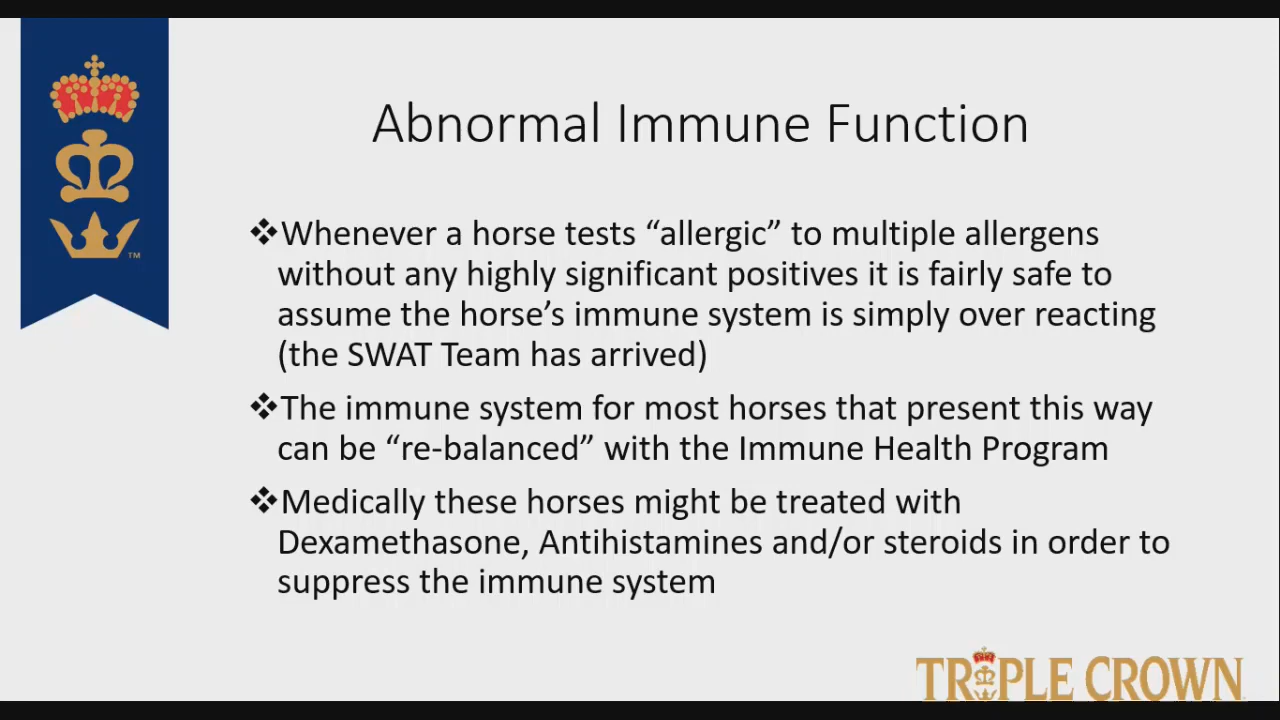 Abnormal Immune Function
❖Whenever a horse tests “allergic” to multiple allergens
without any highly significant positives it is fairly safe to
assume the horse’s immune system is simply over reacting
(the SWAT Team has arrived)
❖The immune system for most horses that present this way
can be “re-balanced” with the Immune Health Program
❖Medically these horses might be treated with
Dexamethasone, Antihistamines and/or steroids in order to
suppress the immune system
TM
TRIPLE CROWN